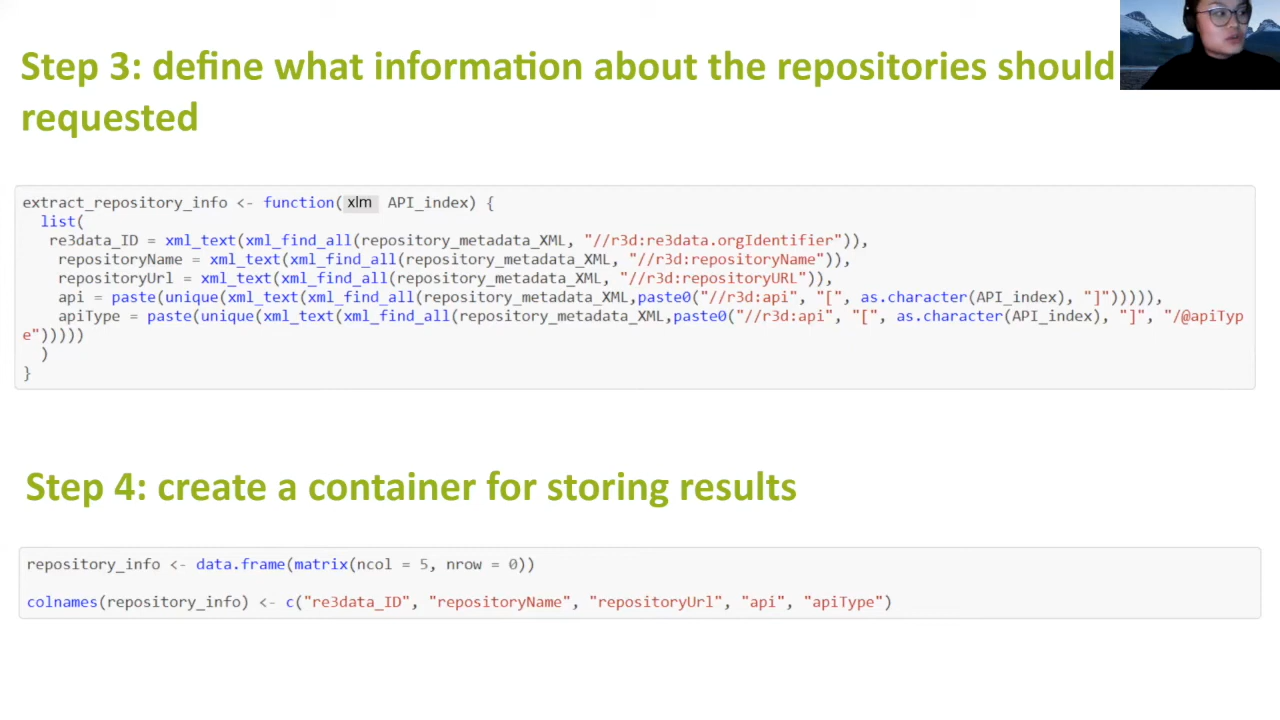 Step 3: define what information about the repositories should
requested
extract_repository_info <- function( xlm API_index) {
list(
re3data_ID = xml_text(xml_find_all(repository_metadata_XML, "//r3d:re3data.orgIdentifier")),
repositoryName = xml_text(xml_find_all(repository_metadata_XML, "//r3d:repositoryName")),
repositoryUrl = xml_text(xml_find_all(repository_metadata_XML, "//r3d:repositoryURL")),
api = paste(unique(xml_text(xml_find_all(repository_metadata_XML,paste0("//r3d:api", "[", as.character(API_index), "]"))))),
apiType = paste(unique(xml_text(xml_find_all(repository_metadata_XML,paste0("//r3d:api", "[", as.character(API_index), "]", "/@apiTyp
e")))))
)
}
Step 4: create a container for storing results
repository_info <- data.frame(matrix(ncol = 5, nrow = 0))
colnames(repository_info) <- c("re3data_ID", "repositoryName", "repositoryUrl", "api", "apiType")